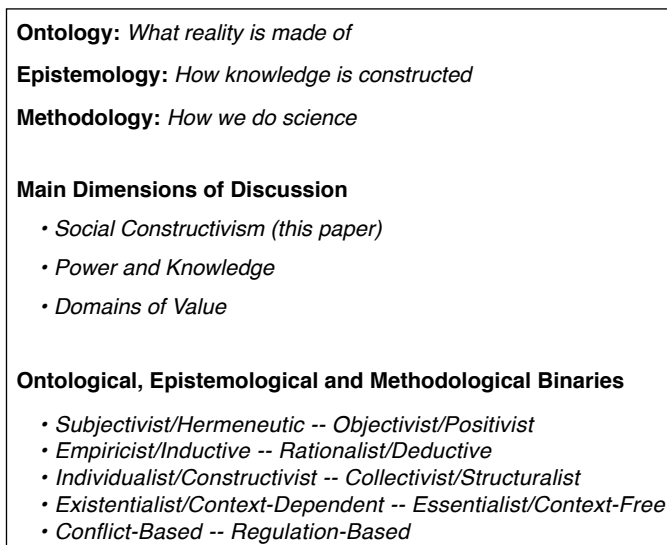 Ontology: What reality is made of
Epistemology: How knowledge is constructed
Methodology: How we do science
Main Dimensions of Discussion
• Social Constructivism (this paper)
• Power and Knowledge
• Domains of Value
Ontological, Epistemological and Methodological Binaries
• Subjectivist/Hermeneutic -- Objectivist/Positivist
• Empiricist/Inductive -- Rationalist/Deductive
• Individualist/Constructivist -- Collectivist/Structuralist
• Existentialist/Context-Dependent -- Essentialist/Context-Free
• Conflict-Based -- Regulation-Based